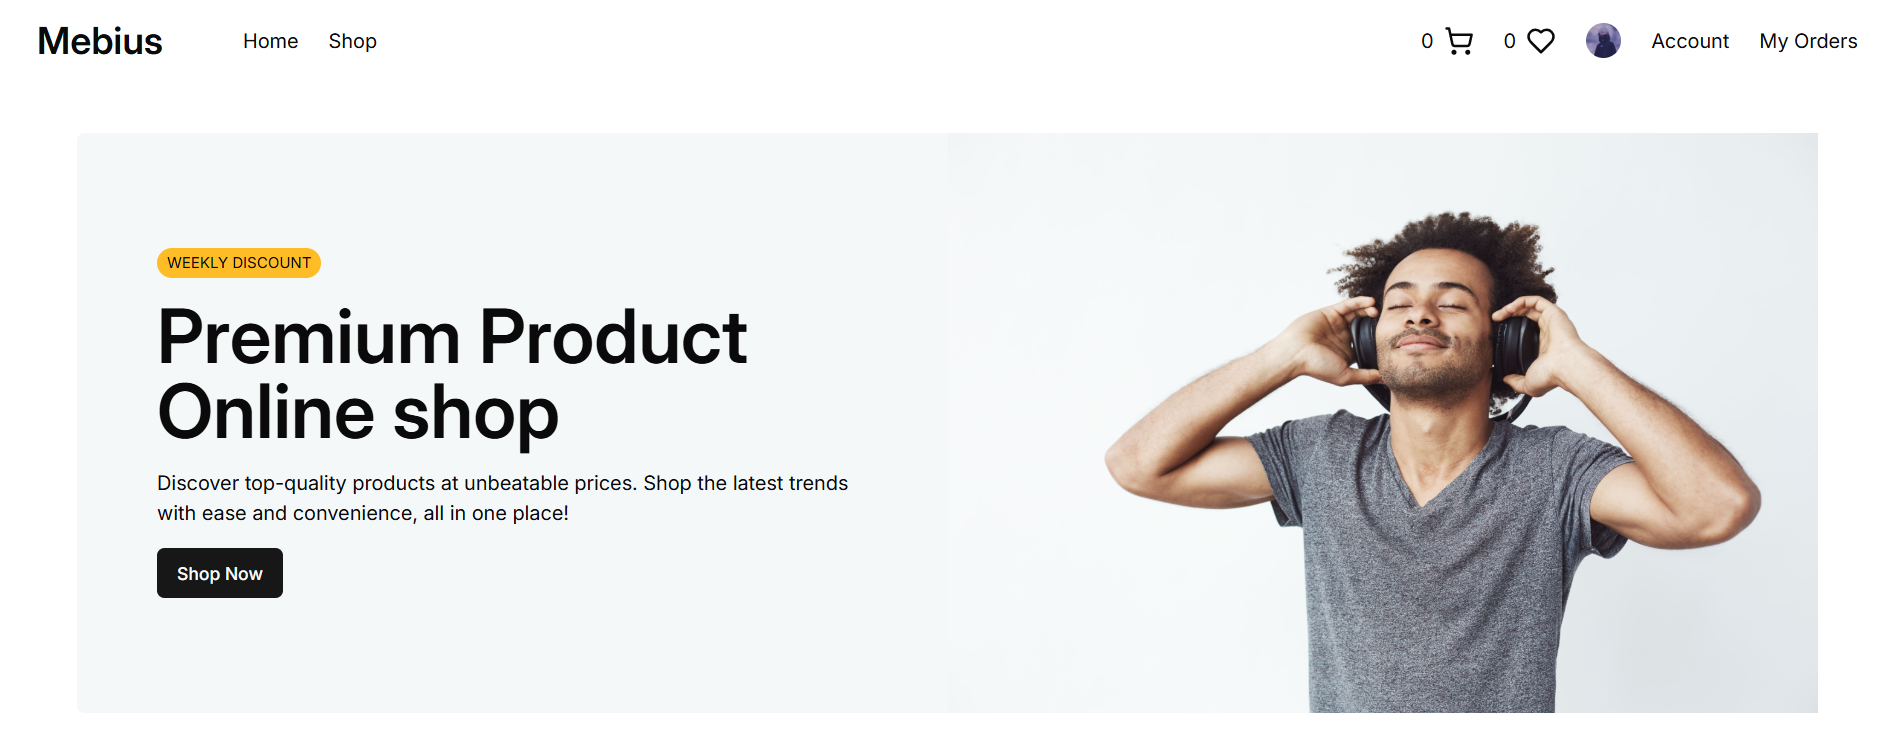 Mebius Home Shop 0 0 Account My Orders
WEEKLY DISCOUNT
Premium Product
Online shop
Discover top-quality products at unbeatable prices. Shop the latest trends
with ease and convenience, all in one place!
Shop Now